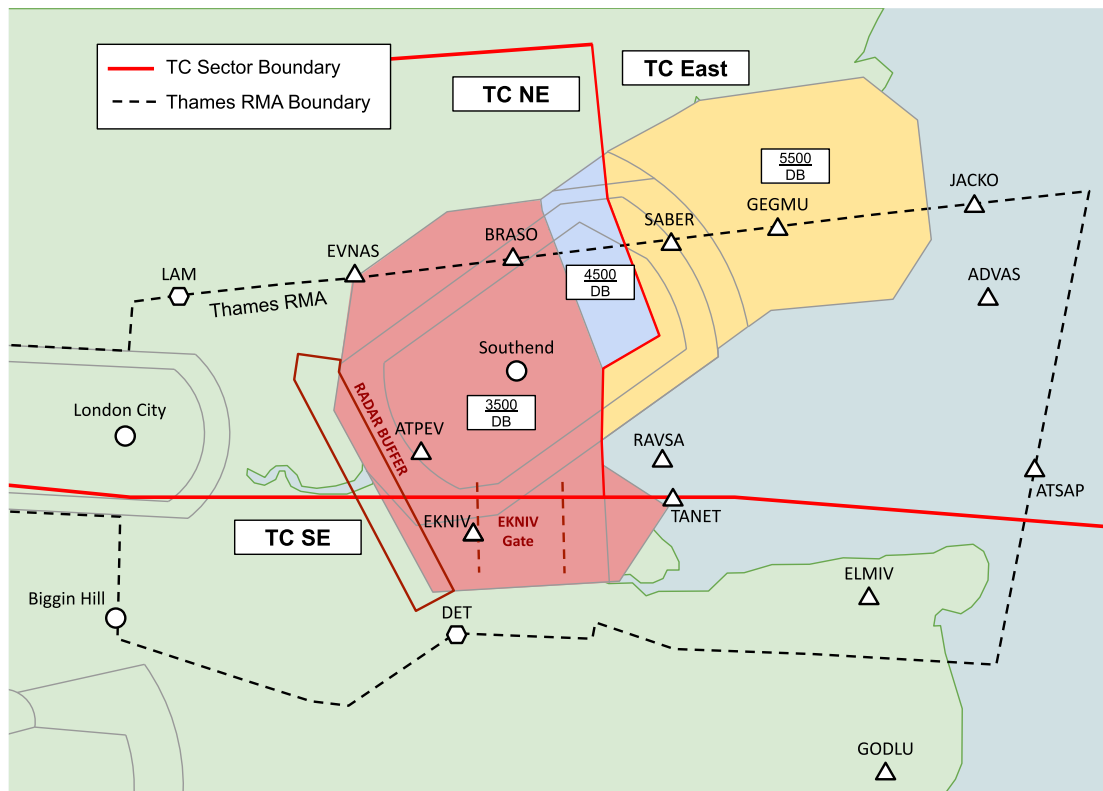 TC Sector Boundary
Thames RMA Boundary
TC NE
TC East
5500
DB
JACKO
GEGMU
SABER
BRASO
EVNAS
LAM
Thames RMA
4500
DB
ADVAS
Southend
London City
RADAR BUFFER
3500
DB
ATPEV
RAVSA
ATSAP
TANET
EKNIV
EKNIV
Gate
TC SE
ELMIV
Biggin Hill
DET
GODLU